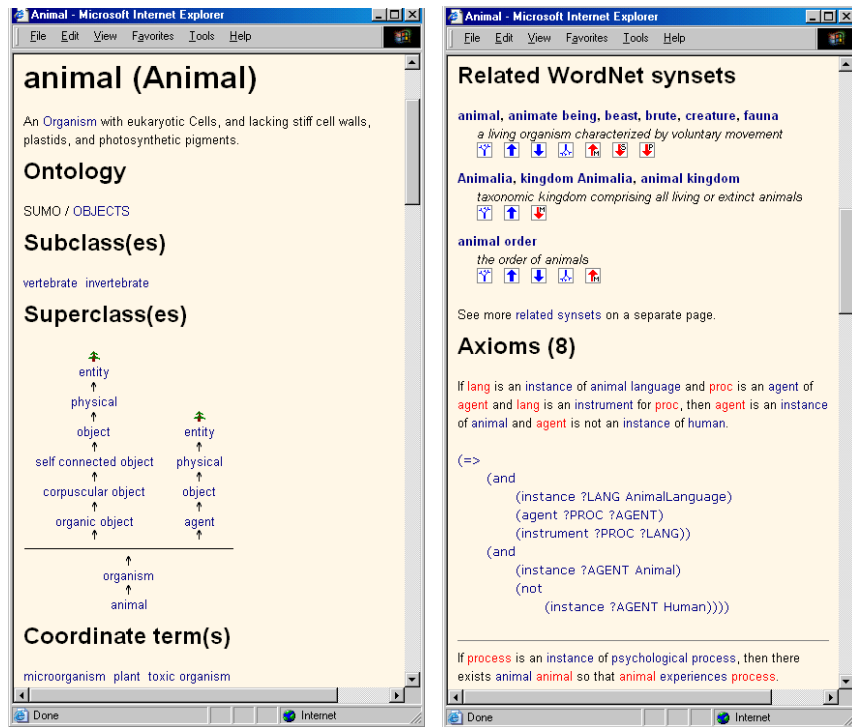 Animal - Microsoft Internet Explorer
File Edit View Favorites Tools Help
animal (Animal)
An Organism with eukaryotic Cells, and lacking stiff cell walls,
plastids, and photosynthetic pigments.
Ontology
SUMO / OBJECTS
Subclass(es)
vertebrate invertebrate
Superclass(es)
entity
physical
object entity
self connected object physical
corpuscular object object
organic object agent
organism
animal
Coordinate term(s)
microorganism plant toxic organism
Done Internet
Animal - Microsoft Internet Explorer
File Edit View Favorites Tools Help
Related WordNet synsets
animal, animate being, beast, brute, creature, fauna
a living organism characterized by voluntary movement
M S P
Animalia, kingdom Animalia, animal kingdom
taxonomic kingdom comprising all living or extinct animals
M
animal order
the order of animals
M
See more related synsets on a separate page.
Axioms (8)
If lang is an instance of animal language and proc is an agent of
agent and lang is an instrument for proc, then agent is an instance
of animal and agent is not an instance of human.
(=>
(and
(instance ?LANG AnimalLanguage)
(agent ?PROC ?AGENT)
(instrument ?PROC ?LANG))
(and
(instance ?AGENT Animal)
(not
(instance ?AGENT Human))))
If process is an instance of psychological process, then there
exists animal animal so that animal experiences process.
Done Internet